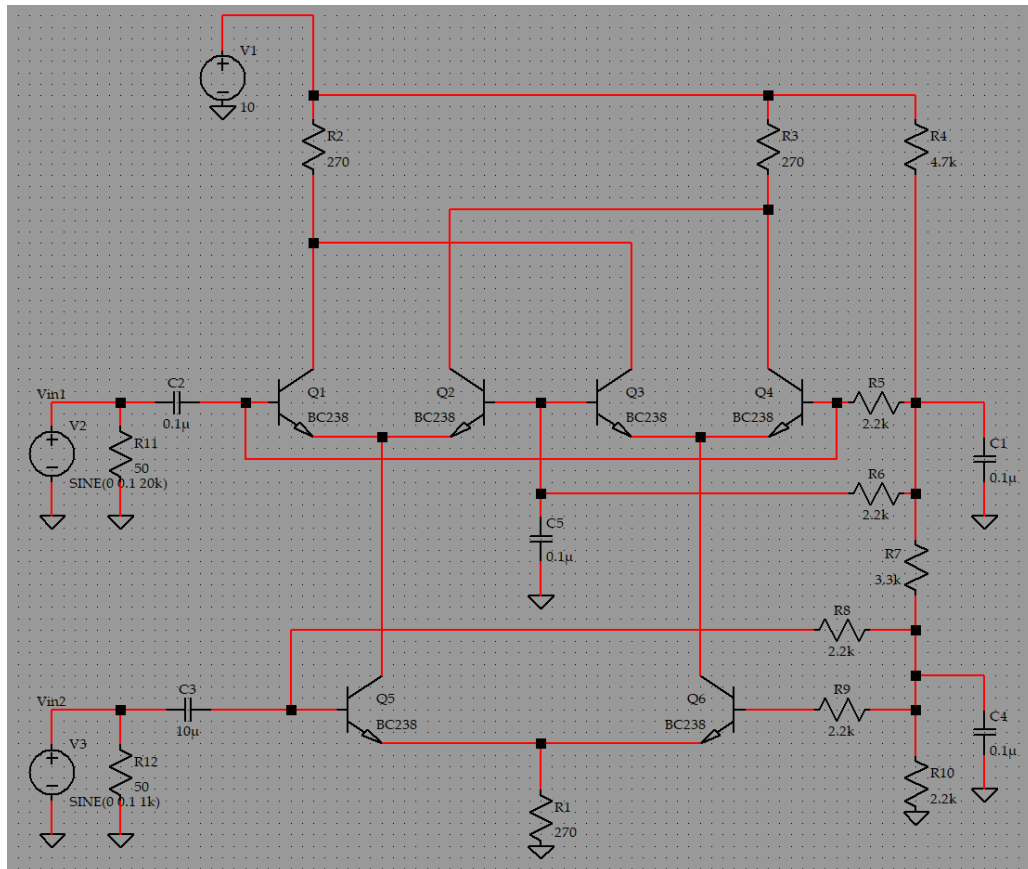 V1
10
R2
270
R3
270
R4
4.7k
Vin1
C2
0.1µ
Q1
BC238
Q2
BC238
Q3
BC238
Q4
BC238
R5
2.2k
V2
R11
50
SINE(0 0.1 20k)
C1
0.1µ
R6
2.2k
C5
0.1µ
R7
3.3k
R8
2.2k
Vin2
C3
10µ
Q5
BC238
Q6
BC238
R9
2.2k
C4
0.1µ
V3
R12
50
SINE(0 0.1 1k)
R10
2.2k
R1
270